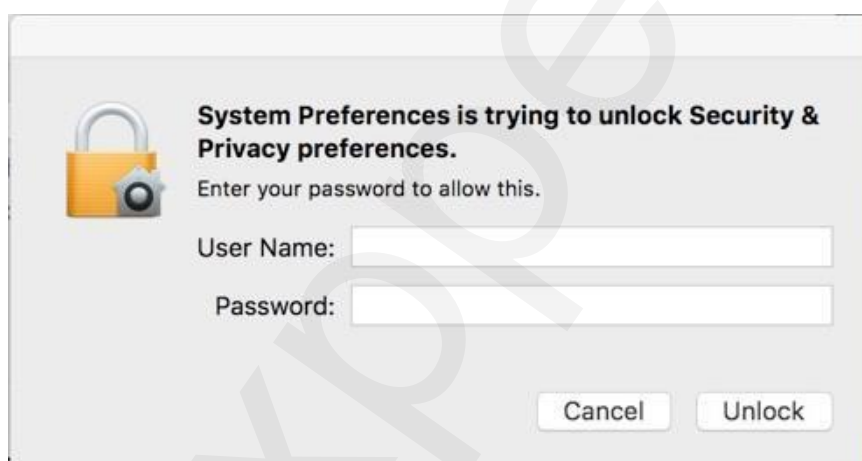 System Preferences is trying to unlock Security &
Privacy preferences.
Enter your password to allow this.
User Name:
Password:
Cancel
Unlock